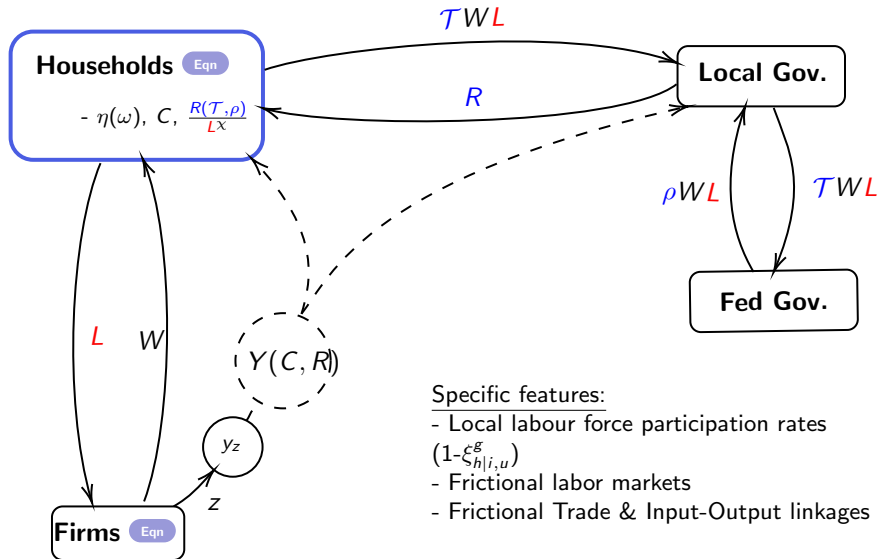 𝒯WL
Households Eqn
Local Gov.
R
- η(ω), C, R(𝒯,ρ)/L^χ
ρWL
𝒯WL
Fed Gov.
L
W
Y(C, R)
Specific features:
- Local labour force participation rates
(1-ξ^g_{h|i,u})
y_z
- Frictional labor markets
z
- Frictional Trade & Input-Output linkages
Firms Eqn